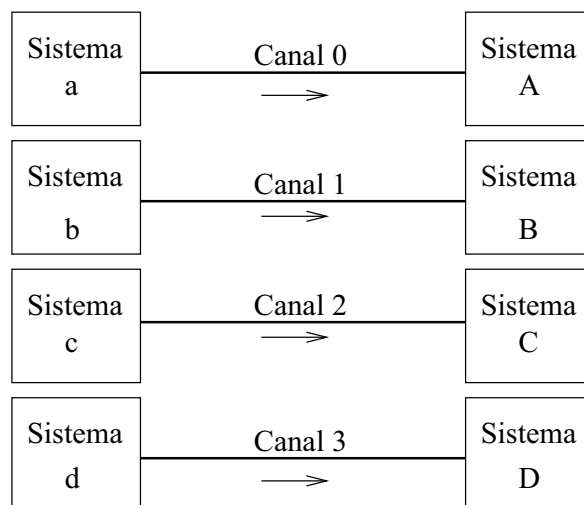 Sistema
a
Canal 0
Sistema
A
Sistema
b
Canal 1
Sistema
B
Sistema
c
Canal 2
Sistema
C
Sistema
d
Canal 3
Sistema
D